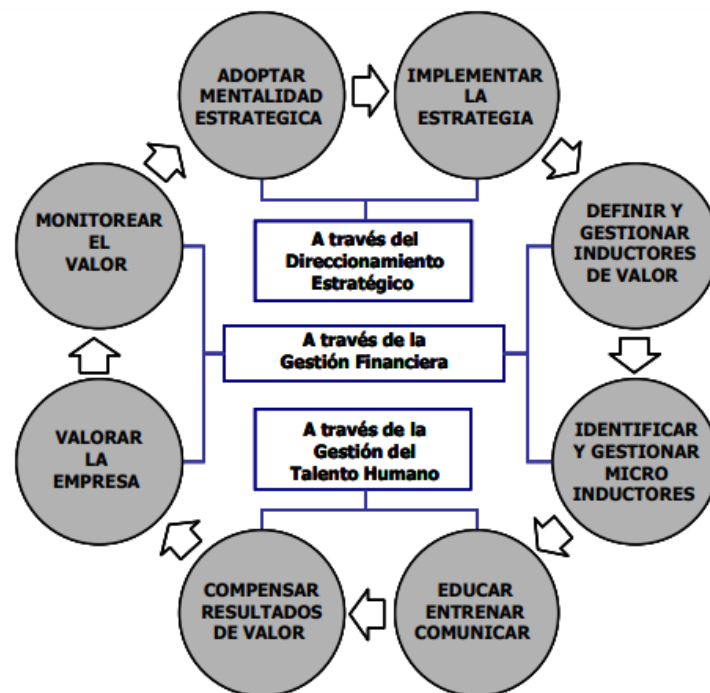 ADOPTAR
MENTALIDAD
ESTRATEGICA
IMPLEMENTAR
LA
ESTRATEGIA
MONITOREAR
EL
VALOR
A través del
Direccionamiento
Estratégico
DEFINIR Y
GESTIONAR
INDUCTORES
DE VALOR
A través de la
Gestión Financiera
VALORAR
LA
EMPRESA
A través de la
Gestión del
Talento Humano
IDENTIFICAR
Y GESTIONAR
MICRO
INDUCTORES
COMPENSAR
RESULTADOS
DE VALOR
EDUCAR
ENTRENAR
COMUNICAR